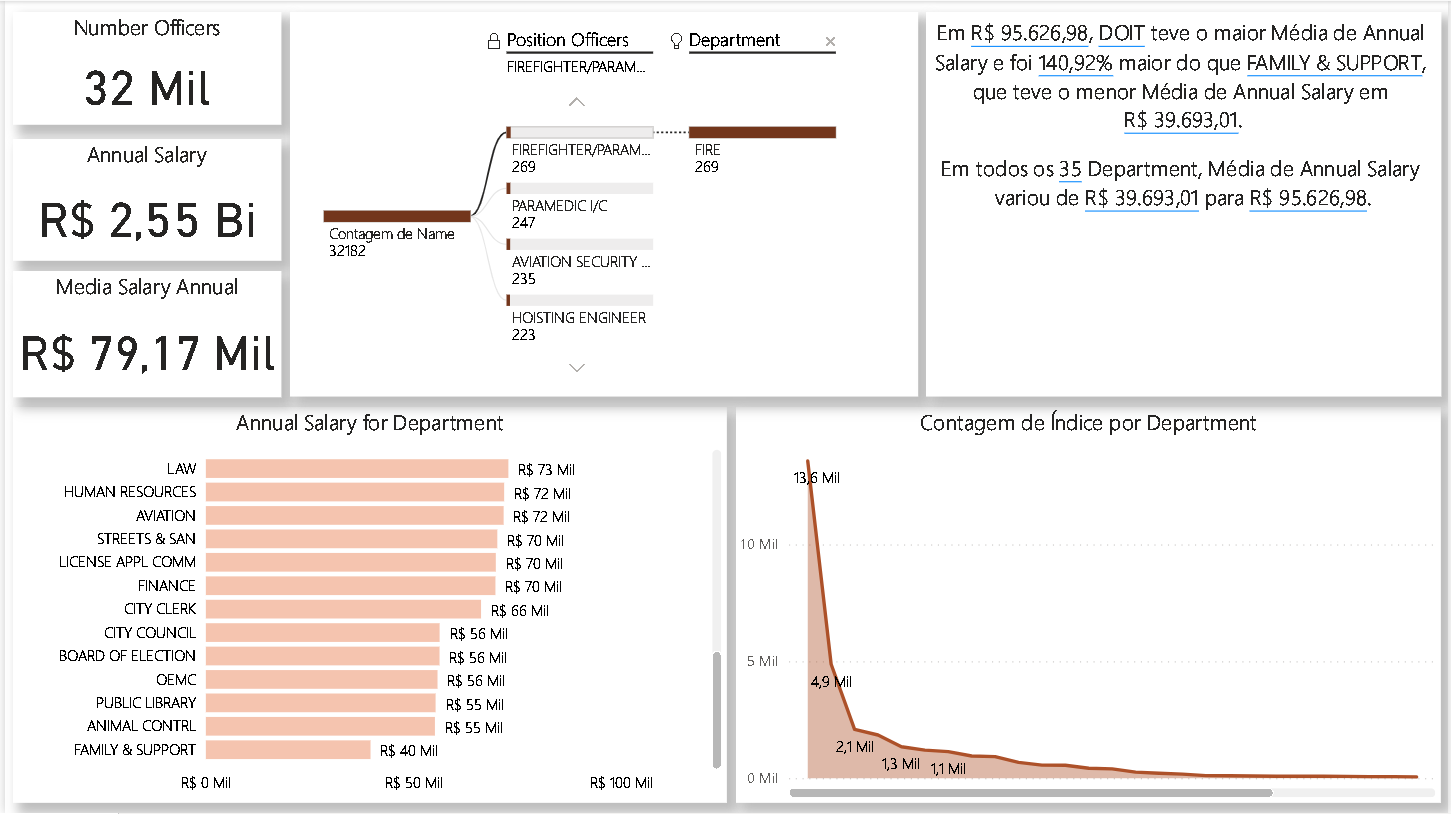 Number Officers
32 Mil
Annual Salary
R$ 2,55 Bi
Media Salary Annual
R$ 79,17 Mil
Position Officers
Department
FIREFIGHTER/PARAM...
FIREFIGHTER/PARAM...
269
FIRE
269
PARAMEDIC I/C
247
Contagem de Name
32182
AVIATION SECURITY ...
235
HOISTING ENGINEER
223
Em R$ 95.626,98, DOIT teve o maior Média de Annual
Salary e foi 140,92% maior do que FAMILY & SUPPORT,
que teve o menor Média de Annual Salary em
R$ 39.693,01.
Em todos os 35 Department, Média de Annual Salary
variou de R$ 39.693,01 para R$ 95.626,98.
Annual Salary for Department
LAW R$ 73 Mil
HUMAN RESOURCES R$ 72 Mil
AVIATION R$ 72 Mil
STREETS & SAN R$ 70 Mil
LICENSE APPL COMM R$ 70 Mil
FINANCE R$ 70 Mil
CITY CLERK R$ 66 Mil
CITY COUNCIL R$ 56 Mil
BOARD OF ELECTION R$ 56 Mil
OEMC R$ 56 Mil
PUBLIC LIBRARY R$ 55 Mil
ANIMAL CONTRL R$ 55 Mil
FAMILY & SUPPORT R$ 40 Mil
R$ 0 Mil R$ 50 Mil R$ 100 Mil
Contagem de Índice por Department
13,6 Mil
10 Mil
5 Mil
4,9 Mil
2,1 Mil
1,3 Mil
1,1 Mil
0 Mil